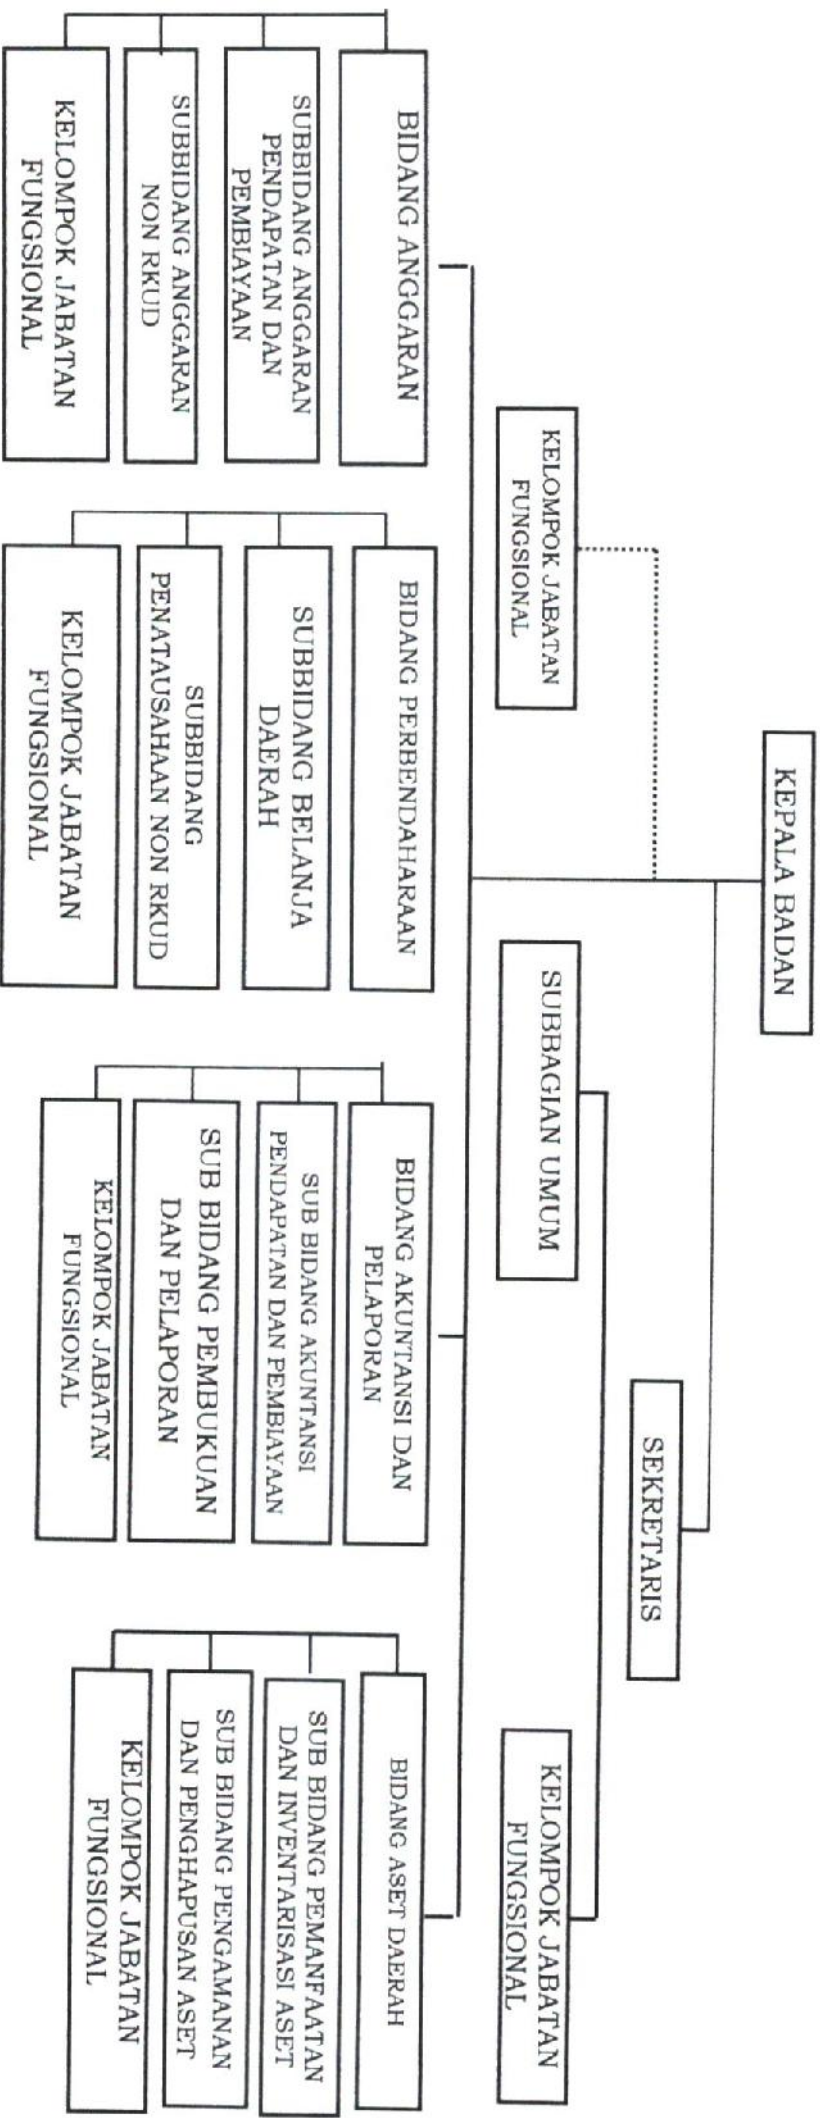 KEPALA BADAN
SEKRETARIS
KELOMPOK JABATAN
FUNGSIONAL
SUBBAGIAN UMUM
KELOMPOK JABATAN
FUNGSIONAL
BIDANG ANGGARAN
SUBBIDANG ANGGARAN
PENDAPATAN DAN
PEMBIAYAAN
SUBBIDANG ANGGARAN
NON RKUD
KELOMPOK JABATAN
FUNGSIONAL
BIDANG PERBENDAHARAAN
SUBBIDANG BELANJA
DAERAH
SUBBIDANG
PENATAUSAHAAN NON RKUD
KELOMPOK JABATAN
FUNGSIONAL
BIDANG AKUNTANSI DAN
PELAPORAN
SUB BIDANG AKUNTANSI
PENDAPATAN DAN PEMBIAYAAN
SUB BIDANG PEMBUKUAN
DAN PELAPORAN
KELOMPOK JABATAN
FUNGSIONAL
BIDANG ASET DAERAH
SUB BIDANG PEMANFAATAN
DAN INVENTARISASI ASET
SUB BIDANG PENGAMANAN
DAN PENGHAPUSAN ASET
KELOMPOK JABATAN
FUNGSIONAL